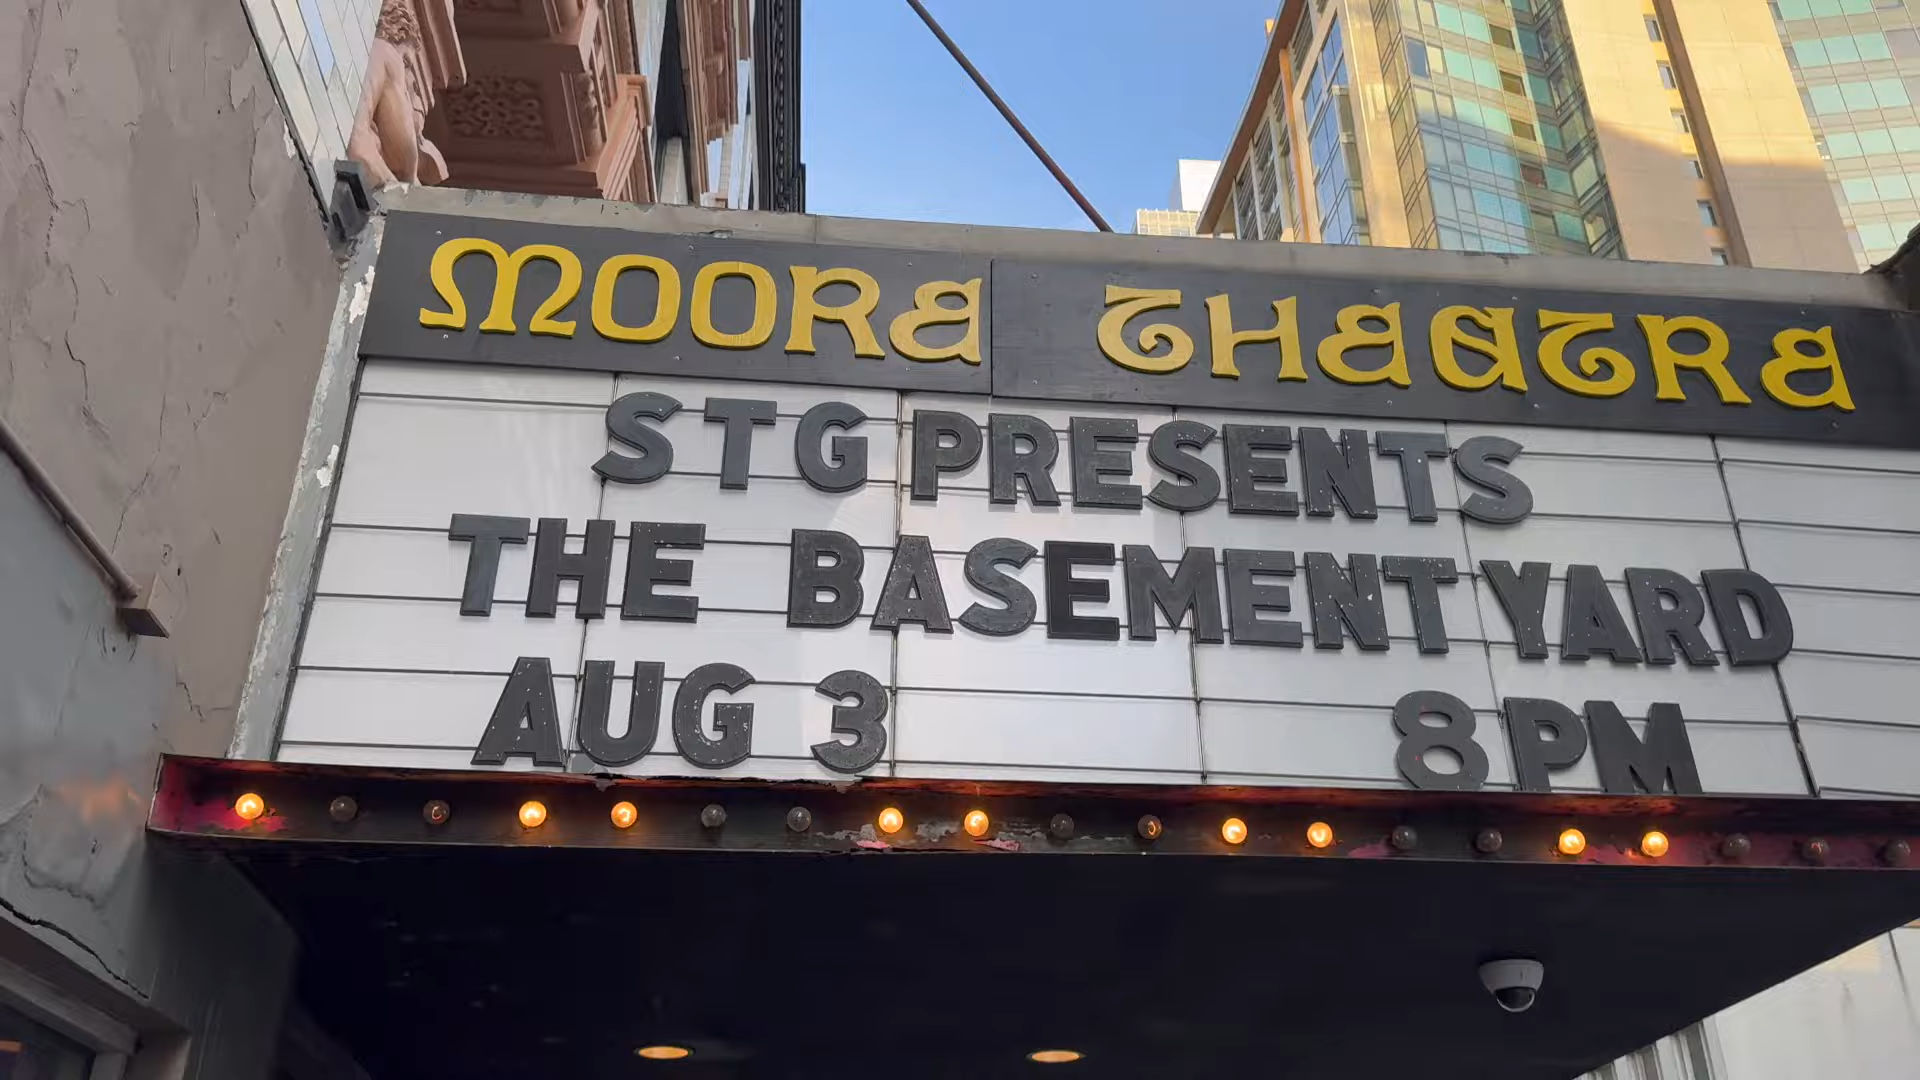 MOORE THEATRE
STG PRESENTS
THE BASEMENT YARD
AUG 3 8PM